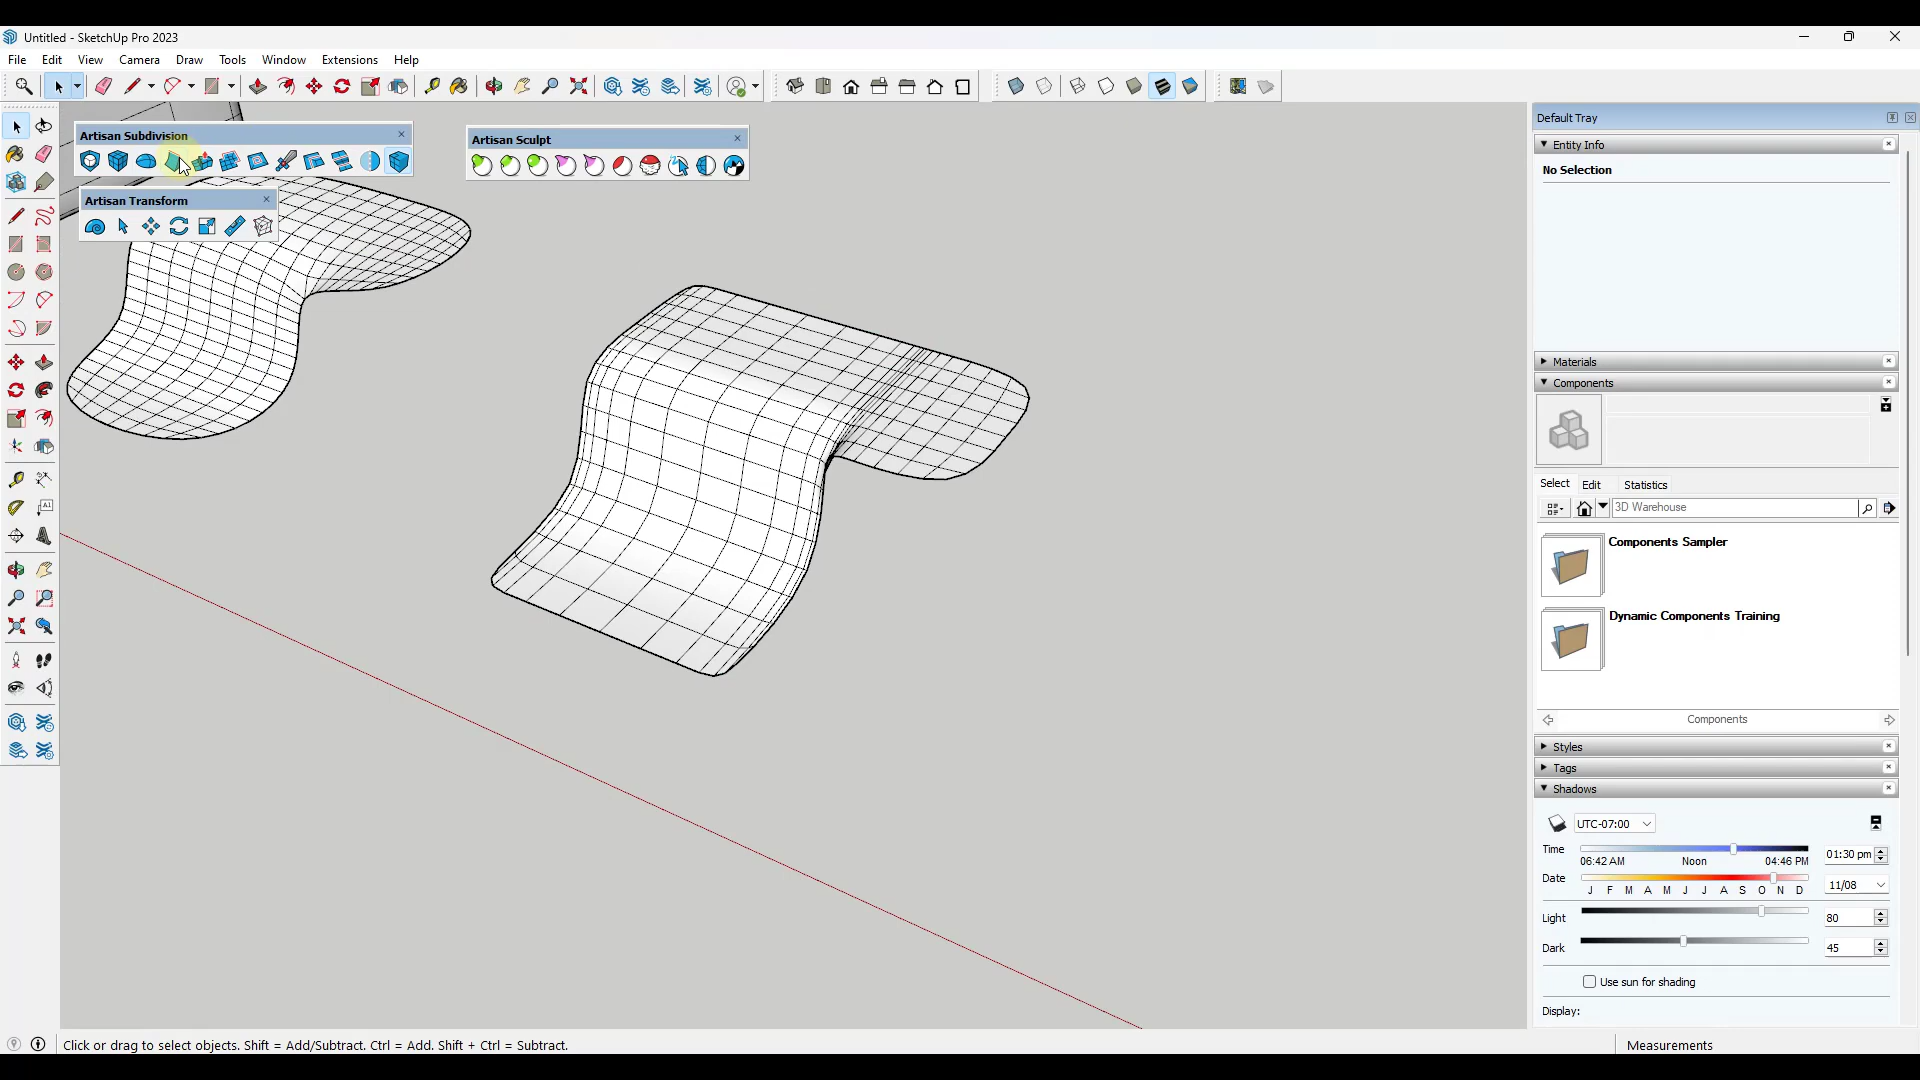 Untitled - SketchUp Pro 2023
File Edit View Camera Draw Tools Window Extensions Help
Artisan Subdivision
Artisan Sculpt
Artisan Transform
A1
Default Tray
Entity Info
No Selection
Materials
Components
Select Edit Statistics
3D Warehouse
Components Sampler
Dynamic Components Training
Components
Styles
Tags
Shadows
UTC-07:00
Time 06:42 AM Noon 04:46 PM 01:30 pm
Date J F M A M J J A S O N D 11/08
Light 80
Dark 45
Use sun for shading
Display:
Click or drag to select objects. Shift = Add/Subtract. Ctrl = Add. Shift + Ctrl = Subtract.
Measurements